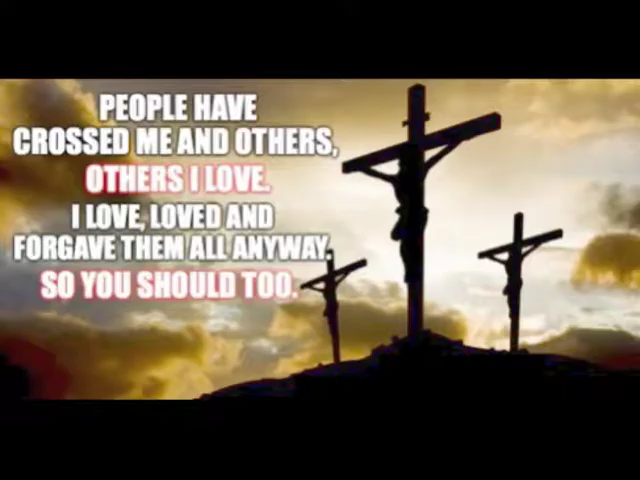 PEOPLE HAVE
CROSSED ME AND OTHERS,
OTHERS I LOVE.
I LOVE, LOVED AND
FORGAVE THEM ALL ANYWAY.
SO YOU SHOULD TOO.